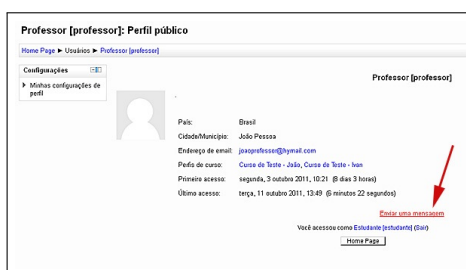 Professor [professor]: Perfil público
Home Page ► Usuários ► Professor [professor]
Configurações
Minhas configurações de
perfil
Professor [professor]
País: Brasil
Cidade/Município: João Pessoa
Endereço de email: joaoprofessor@hymail.com
Perfis de curso: Curso de Teste - João, Curso de Teste - Ivan
Primeiro acesso: segunda, 3 outubro 2011, 10:21 (8 dias 3 horas)
Último acesso: terça, 11 outubro 2011, 13:49 (6 minutos 22 segundos)
Enviar uma mensagem
Você acessou como Estudante [estudante] (Sair)
Home Page